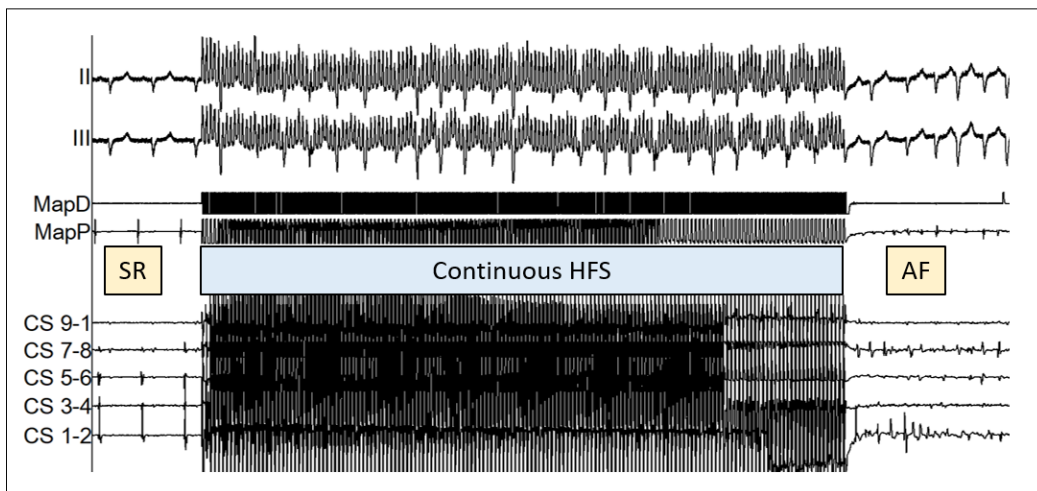 II
III
MapD
MapP
SR
Continuous HFS
AF
CS 9-1
CS 7-8
CS 5-6
CS 3-4
CS 1-2